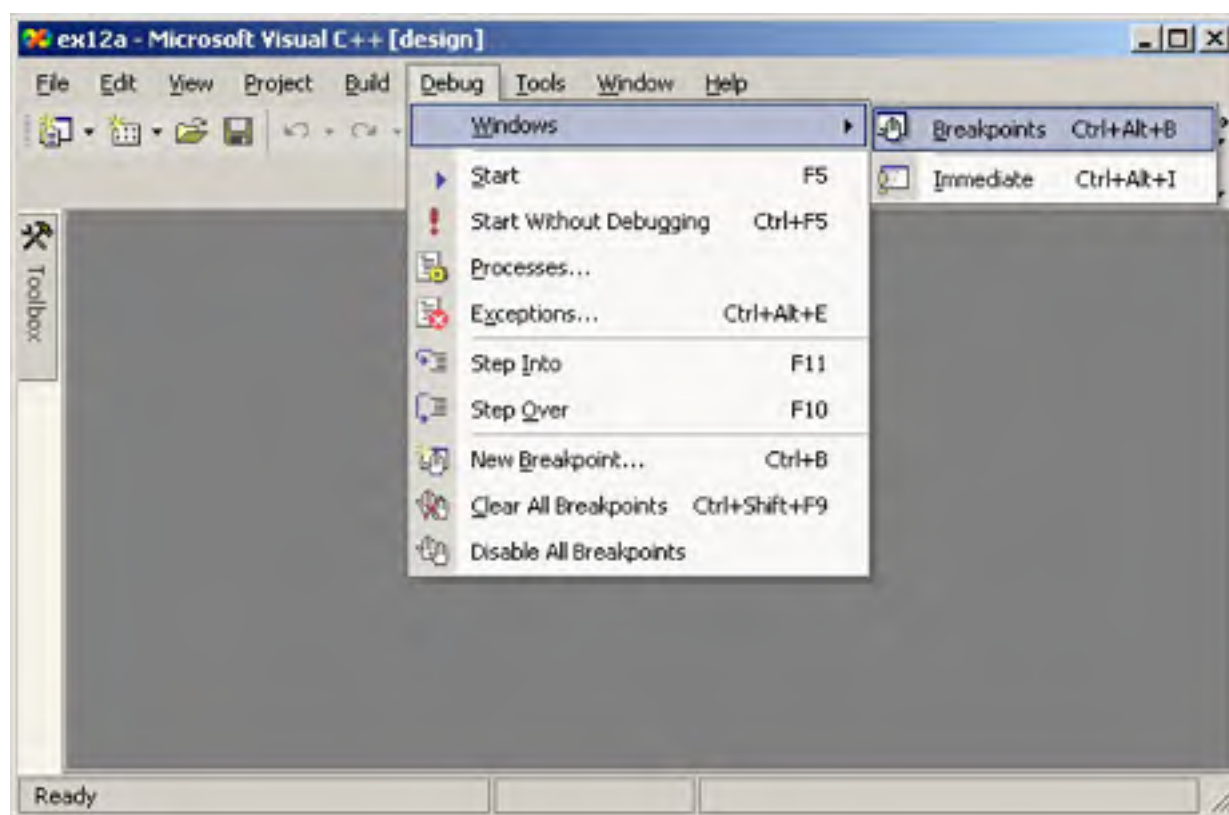 ex12a - Microsoft Visual C++ [design]
File Edit View Project Build Debug Tools Window Help
Windows
Breakpoints Ctrl+Alt+B
Immediate Ctrl+Alt+I
Start F5
Start Without Debugging Ctrl+F5
Processes...
Exceptions... Ctrl+Alt+E
Step Into F11
Step Over F10
New Breakpoint... Ctrl+B
Clear All Breakpoints Ctrl+Shift+F9
Disable All Breakpoints
Toolbox
Ready